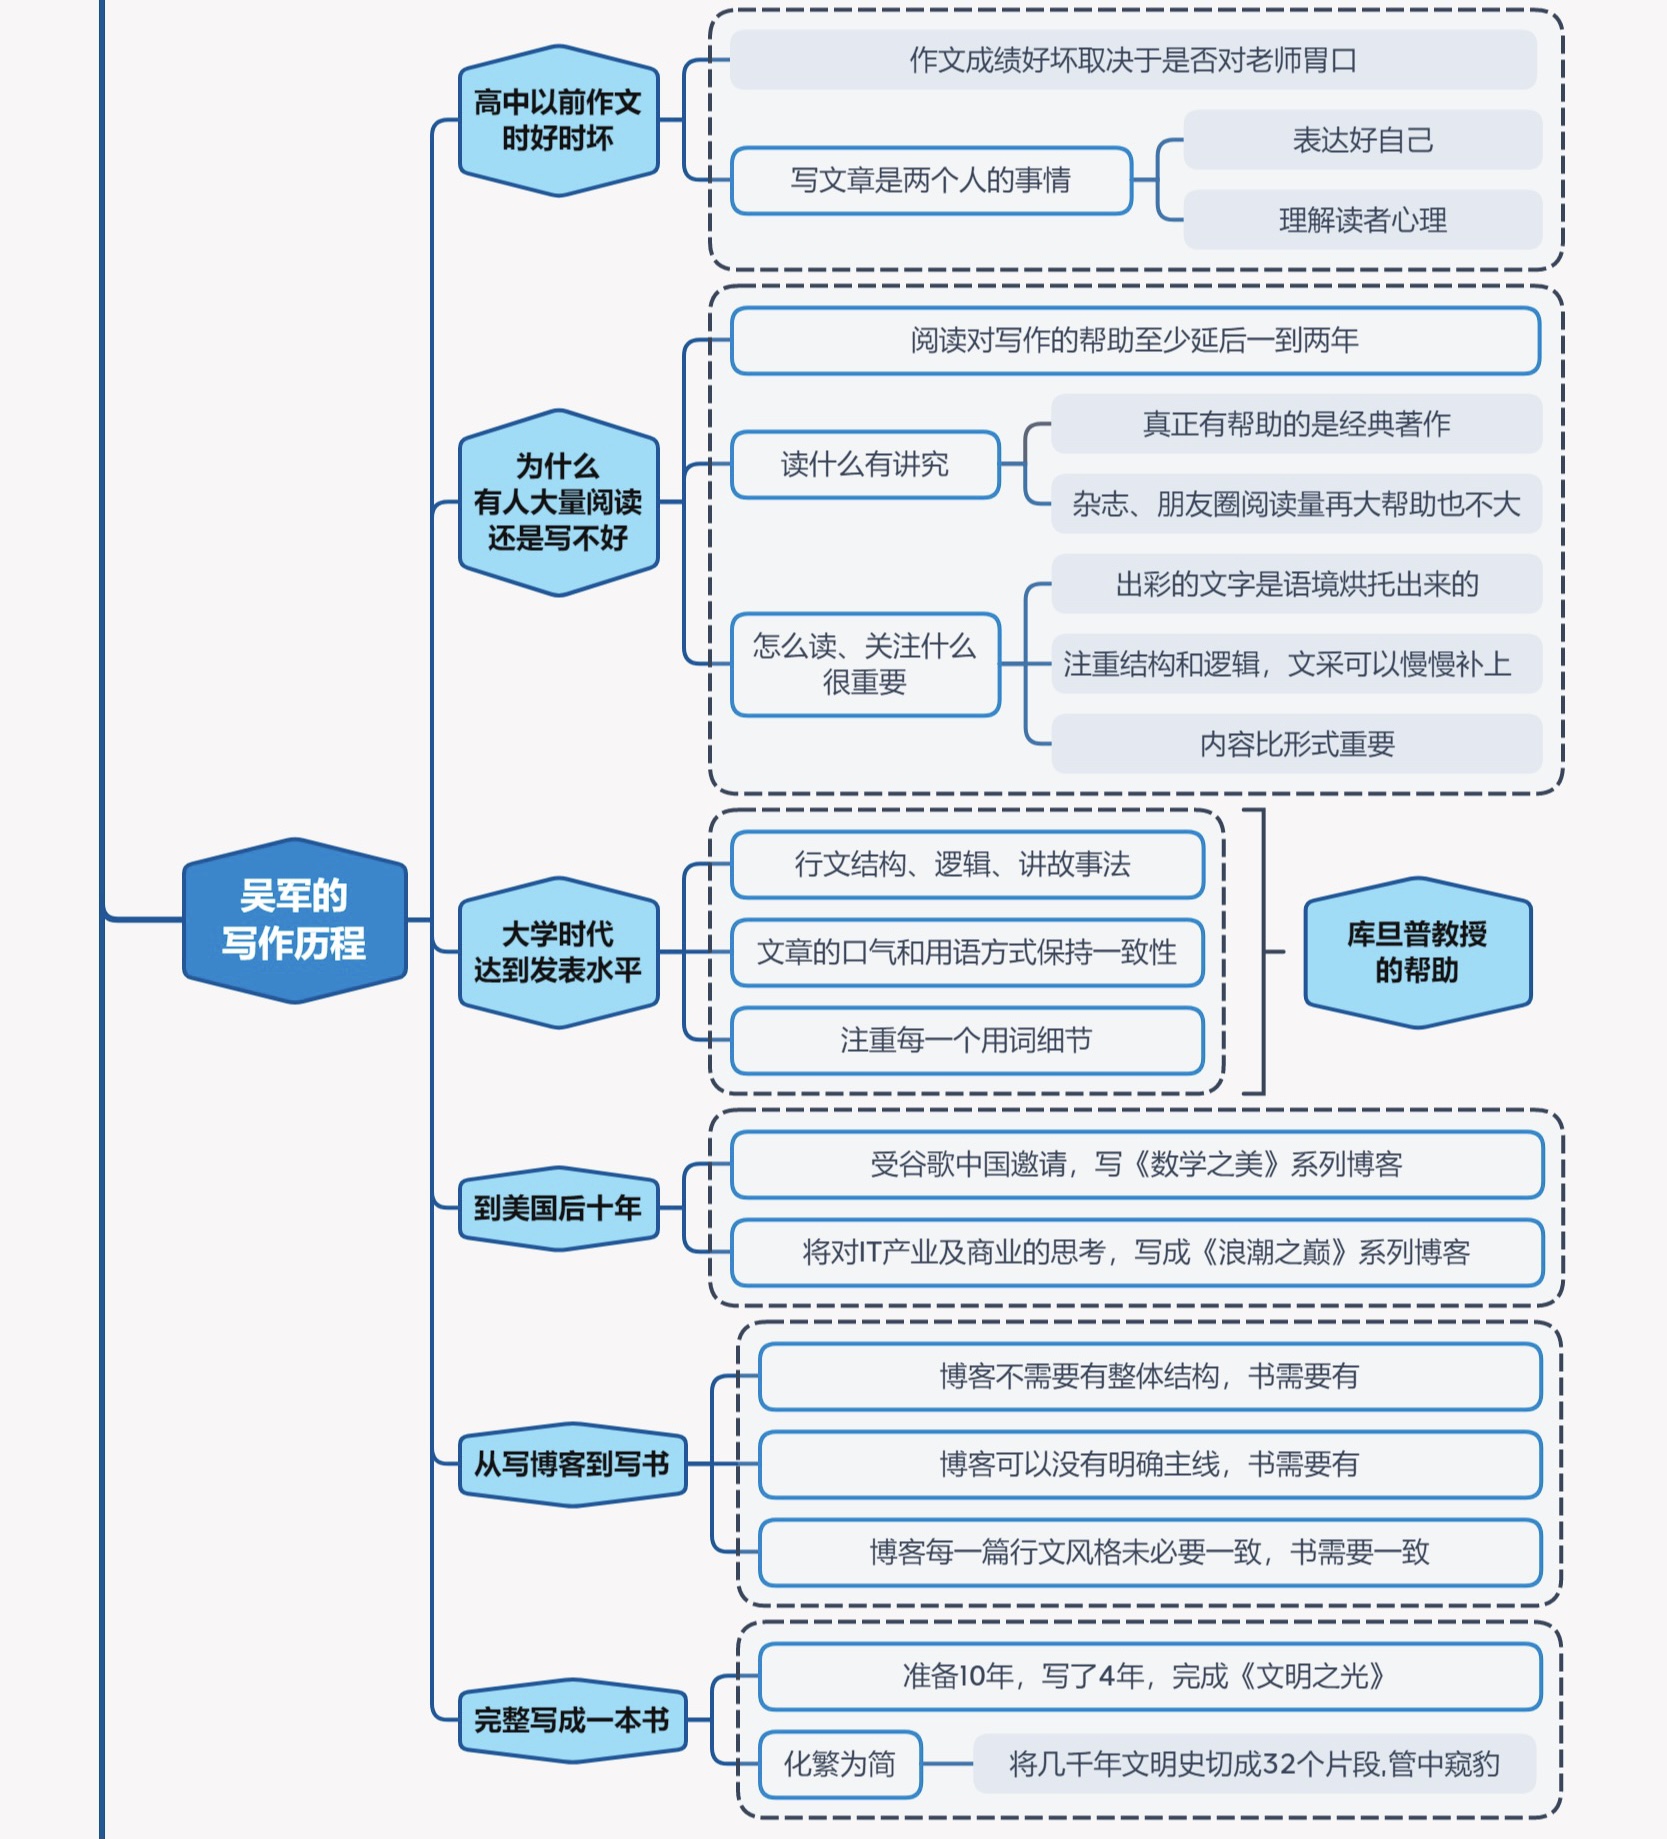 高中以前作文
时好时坏
作文成绩好坏取决于是否对老师胃口
写文章是两个人的事情
表达好自己
理解读者心理
为什么
有人大量阅读
还是写不好
阅读对写作的帮助至少延后一到两年
读什么有讲究
真正有帮助的是经典著作
杂志、朋友圈阅读量再大帮助也不大
怎么读、关注什么
很重要
出彩的文字是语境烘托出来的
注重结构和逻辑，文采可以慢慢补上
内容比形式重要
吴军的
写作历程
大学时代
达到发表水平
行文结构、逻辑、讲故事法
文章的口气和用语方式保持一致性
注重每一个用词细节
库旦普教授
的帮助
到美国后十年
受谷歌中国邀请，写《数学之美》系列博客
将对IT产业及商业的思考，写成《浪潮之巅》系列博客
从写博客到写书
博客不需要有整体结构，书需要有
博客可以没有明确主线，书需要有
博客每一篇行文风格未必要一致，书需要一致
完整写成一本书
准备10年，写了4年，完成《文明之光》
化繁为简
将几千年文明史切成32个片段.管中窥豹